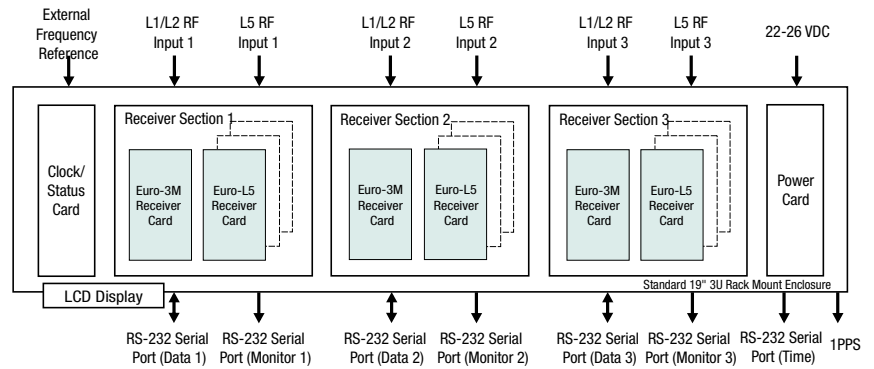 External
Frequency
Reference
L1/L2 RF
Input 1
L5 RF
Input 1
L1/L2 RF
Input 2
L5 RF
Input 2
L1/L2 RF
Input 3
L5 RF
Input 3
22-26 VDC
Clock/
Status
Card
Receiver Section 1
Euro-3M
Receiver
Card
Euro-L5
Receiver
Card
Receiver Section 2
Euro-3M
Receiver
Card
Euro-L5
Receiver
Card
Receiver Section 3
Euro-3M
Receiver
Card
Euro-L5
Receiver
Card
Power
Card
Standard 19" 3U Rack Mount Enclosure
LCD Display
RS-232 Serial
Port (Data 1)
RS-232 Serial
Port (Monitor 1)
RS-232 Serial
Port (Data 2)
RS-232 Serial
Port (Monitor 2)
RS-232 Serial
Port (Data 3)
RS-232 Serial
Port (Monitor 3)
RS-232 Serial
Port (Time)
1PPS